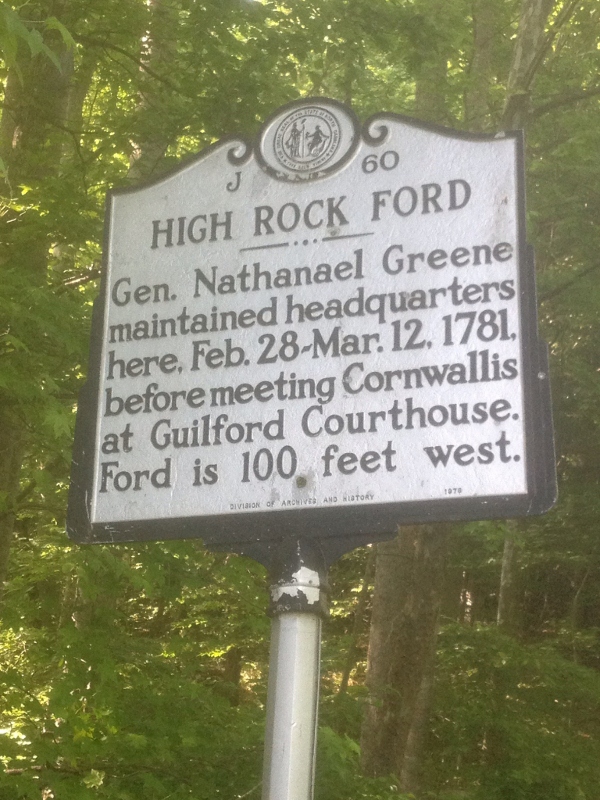 J 60
HIGH ROCK FORD
Gen. Nathanael Greene
maintained headquarters
here, Feb. 28-Mar. 12, 1781,
before meeting Cornwallis
at Guilford Courthouse.
Ford is 100 feet west.
DIVISION OF ARCHIVES AND HISTORY